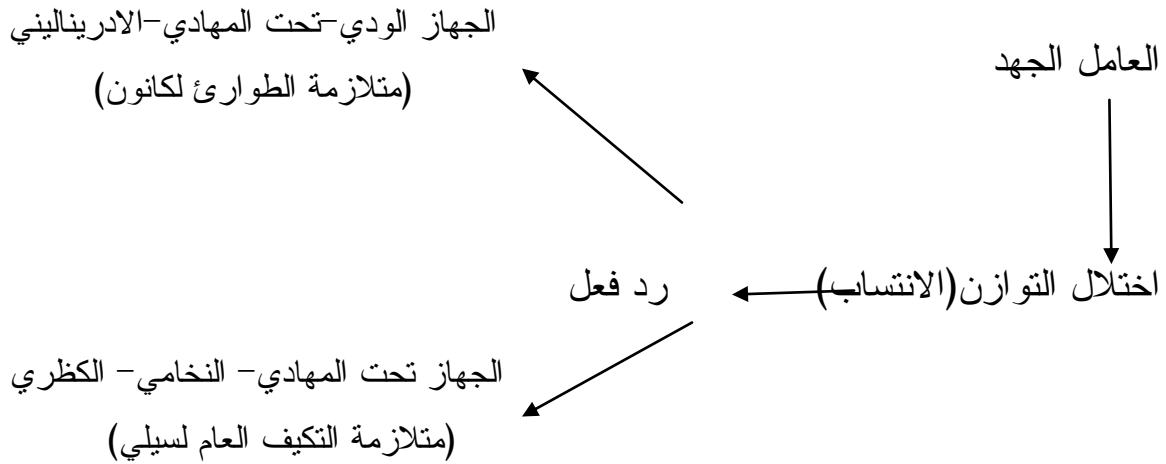 العامل الجهد
اختلال التوازن(الانتساب)
رد فعل
الجهاز الودي-تحت المهادي-الادريناليني
(متلازمة الطوارئ لكانون)
الجهاز تحت المهادي- النخامي- الكظري
(متلازمة التكيف العام لسيلي)